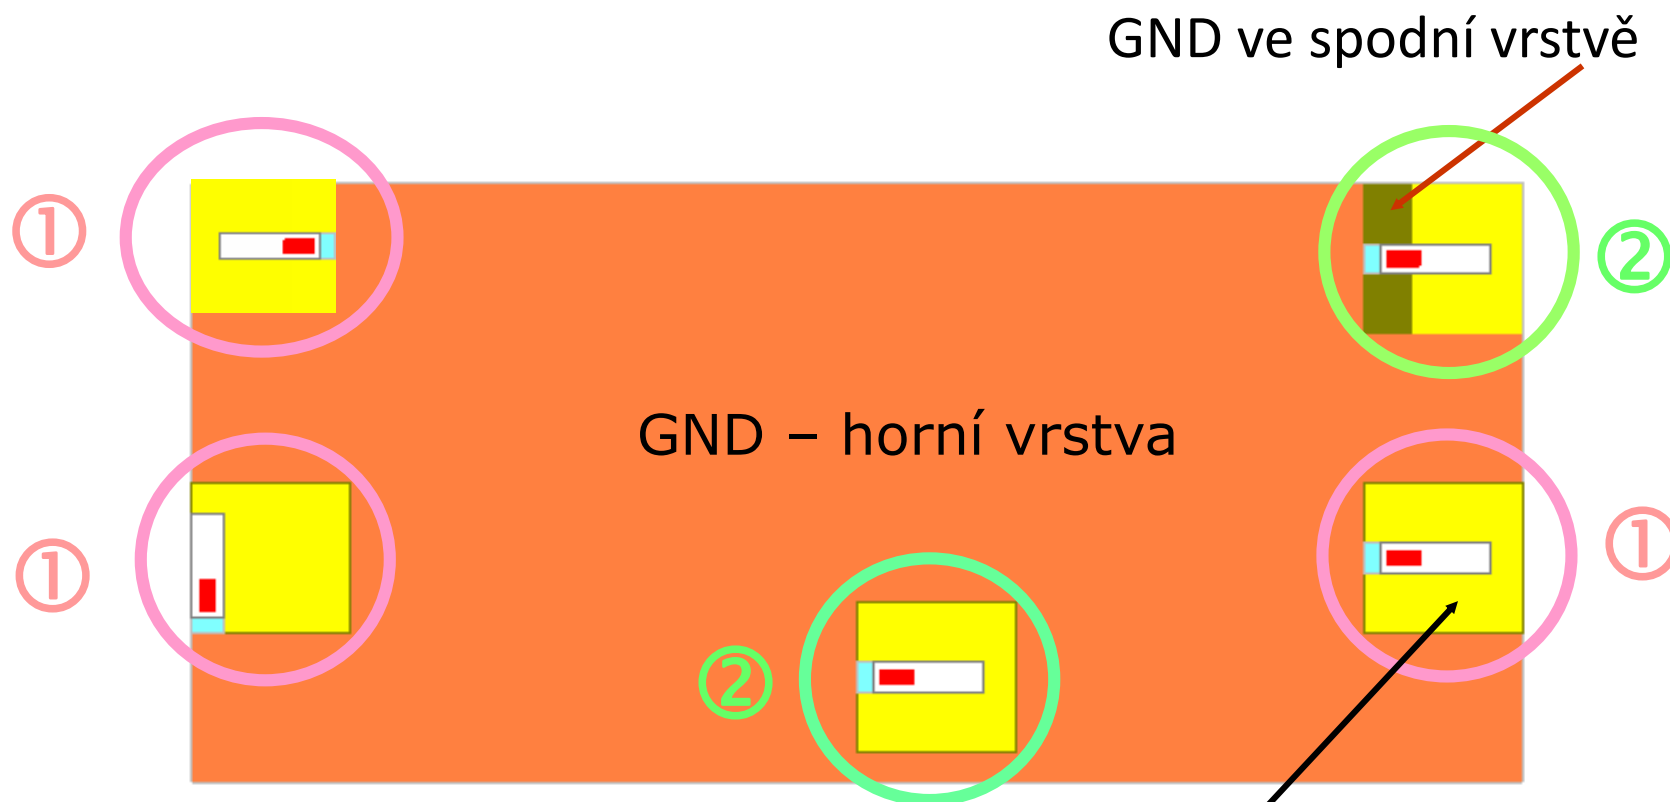 GND ve spodní vrstvě
①
②
GND – horní vrstva
①
①
②